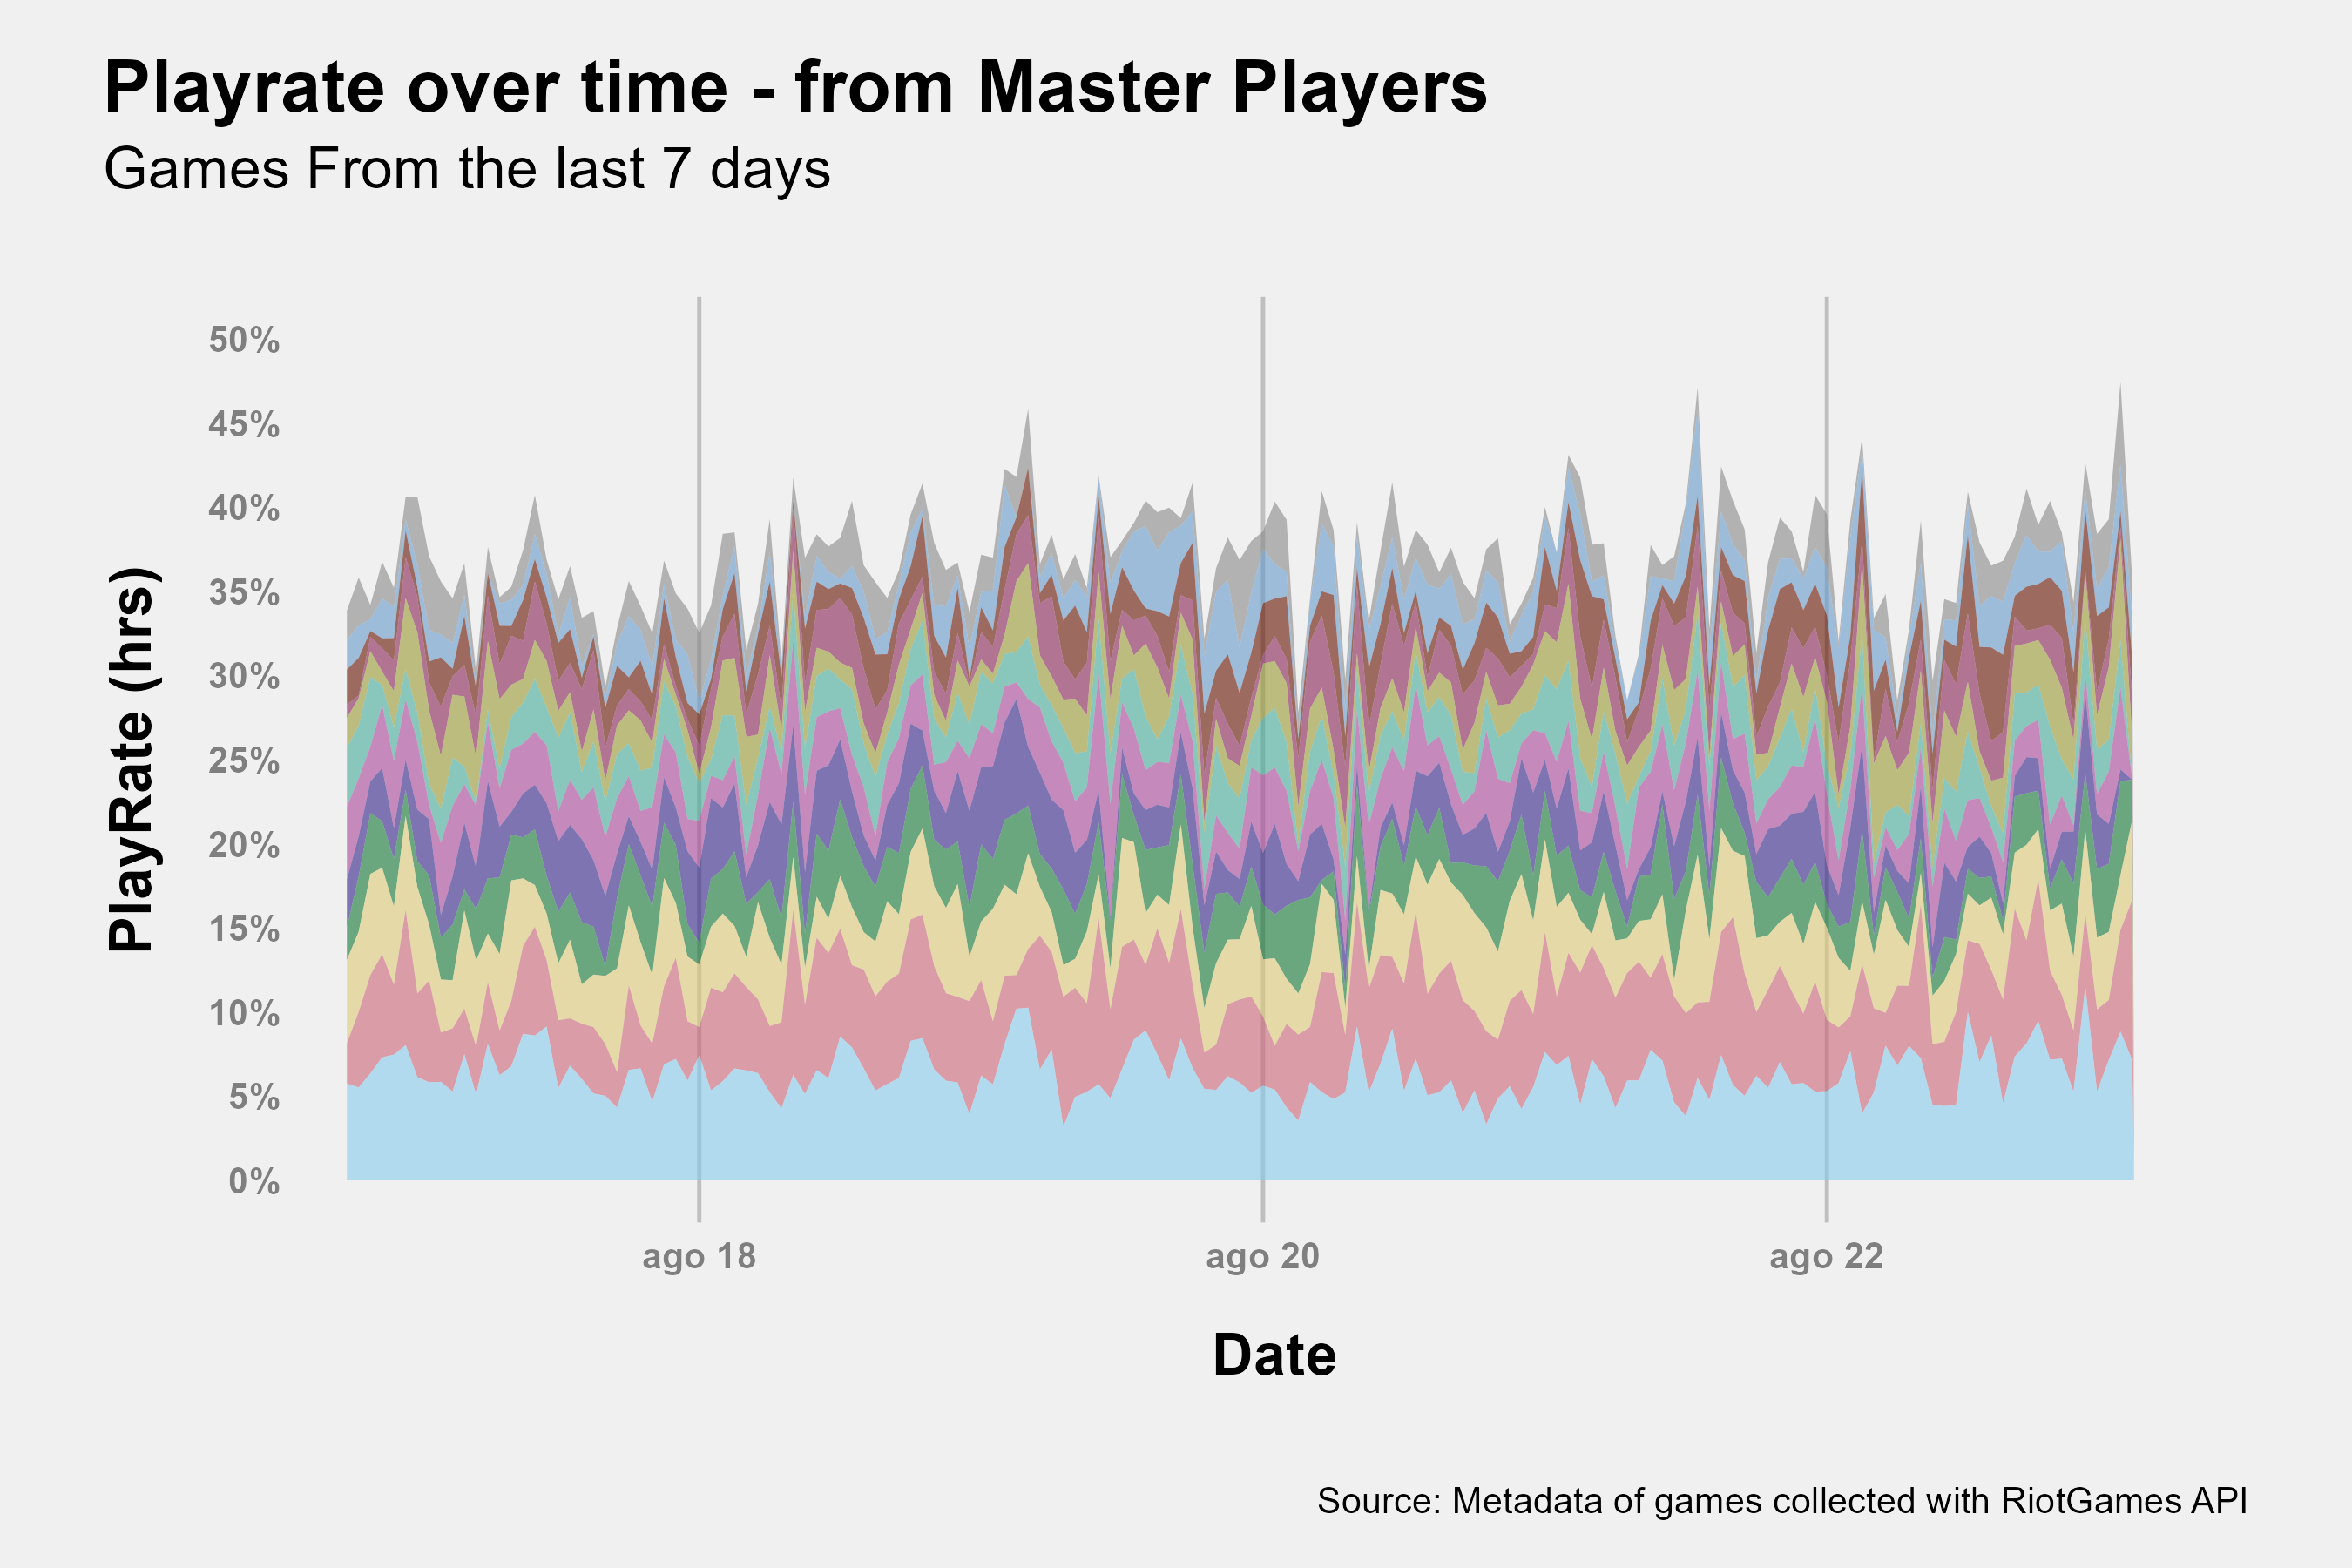 Playrate over time - from Master Players
Games From the last 7 days
50%
45%
40%
35%
30%
25%
20%
15%
10%
5%
0%
PlayRate (hrs)
ago 18
ago 20
ago 22
Date
Source: Metadata of games collected with RiotGames API